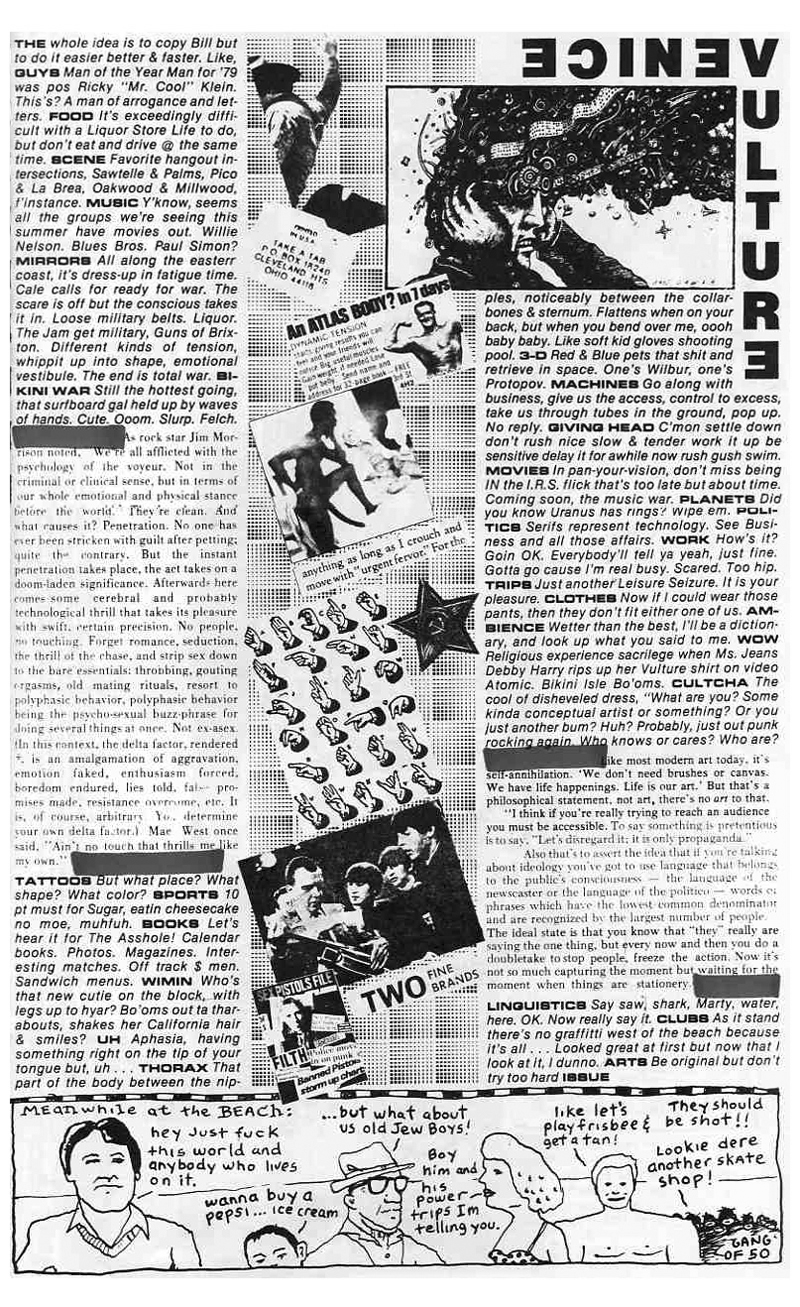 VENICE
VULTURE
THE whole idea is to copy Bill but
to do it easier better & faster. Like,
GUYS Man of the Year Man for '79
was pos Ricky "Mr. Cool" Klein.
This's? A man of arrogance and let-
ters. FOOD It's exceedingly diffi-
cult with a Liquor Store Life to do,
but don't eat and drive @ the same
time. SCENE Favorite hangout in-
tersections, Sawtelle & Palms, Pico
& La Brea, Oakwood & Millwood,
f'instance. MUSIC Y'know, seems
all the groups we're seeing this
summer have movies out. Willie
Nelson. Blues Bros. Paul Simon?
MIRRORS All along the easterr
coast, it's dress-up in fatigue time.
Cale calls for ready for war. The
scare is off but the conscious takes
it in. Loose military belts. Liquor.
The Jam get military, Guns of Brix-
ton. Different kinds of tension,
whippit up into shape, emotional
vestibule. The end is total war. BI-
KINI WAR Still the hottest going,
that surfboard gal held up by waves
of hands. Cute. Ooom. Slurp. Felch.
As rock star Jim Mor-
rison noted, "We're all afflicted with the
psychology of the voyeur. Not in the
criminal or clinical sense, but in terms of
our whole emotional and physical stance
before the world." They're clean. And
what causes it? Penetration. No one has
ever been stricken with guilt after petting;
quite the contrary. But the instant
penetration takes place, the act takes on a
doom-laden significance. Afterwards here
comes some cerebral and probably
technological thrill that takes its pleasure
with swift, certain precision. No people,
no touching. Forget romance, seduction,
the thrill of the chase, and strip sex down
to the bare essentials: throbbing, gouting
orgasms, old mating rituals, resort to
polyphasic behavior, polyphasic behavior
being the psycho-sexual buzz-phrase for
doing several things at once. Not ex-asex.
(In this context, the delta factor, rendered
is an amalgamation of aggravation,
emotion faked, enthusiasm forced,
boredom endured, lies told, false pro-
mises made, resistance overcome, etc. It
is, of course, arbitrary. You determine
your own delta factor.) Mae West once
said, "Ain't no touch that thrills me like
my own."
TATTOOS But what place? What
shape? What color? SPORTS 10
pt must for Sugar, eatin cheesecake
no moe, muhfuh. BOOKS Let's
hear it for The Asshole! Calendar
books. Photos. Magazines. Inter-
esting matches. Off track $ men.
Sandwich menus. WIMIN Who's
that new cutie on the block, with
legs up to hyar? Bo'oms out ta thar-
abouts, shakes her California hair
& smiles? UH Aphasia, having
something right on the tip of your
tongue but, uh . . . THORAX That
part of the body between the nip-
TAKE A TAB
P.O. BOX 18240
CLEVELAND HTS
OHIO 44118
An ATLAS BODY? In 7 days
DYNAMIC TENSION
anything as long as I crouch and
move with "urgent fervor." For the
TWO FINE
BRANDS
PISTOLS FILE
FILTH
Banned Pistols
storm up chart
ples, noticeably between the collar-
bones & sternum. Flattens when on your
back, but when you bend over me, oooh
baby baby. Like soft kid gloves shooting
pool. 3-D Red & Blue pets that shit and
retrieve in space. One's Wilbur, one's
Protopov. MACHINES Go along with
business, give us the access, control to excess,
take us through tubes in the ground, pop up.
No reply. GIVING HEAD C'mon settle down
don't rush nice slow & tender work it up be
sensitive delay it for awhile now rush gush swim.
MOVIES In pan-your-vision, don't miss being
IN the I.R.S. flick that's too late but about time.
Coming soon, the music war. PLANETS Did
you know Uranus has rings? Wipe em. POLI-
TICS Serifs represent technology. See Busi-
ness and all those affairs. WORK How's it?
Goin OK. Everybody'll tell ya yeah, just fine.
Gotta go cause I'm real busy. Scared. Too hip.
TRIPS Just another Leisure Seizure. It is your
pleasure. CLOTHES Now if I could wear those
pants, then they don't fit either one of us. AM-
BIENCE Wetter than the best, I'll be a diction-
ary, and look up what you said to me. WOW
Religious experience sacrilege when Ms. Jeans
Debby Harry rips up her Vulture shirt on video
Atomic. Bikini Isle Bo'oms. CULTCHA The
cool of disheveled dress, "What are you? Some
kinda conceptual artist or something? Or you
just another bum? Huh? Probably, just out punk
rocking again. Who knows or cares? Who are?
like most modern art today, it's
self-annihilation. 'We don't need brushes or canvas.
We have life happenings. Life is our art.' But that's a
philosophical statement, not art, there's no art to that.
"I think if you're really trying to reach an audience
you must be accessible. To say something is pretentious
is to say, "Let's disregard it; it is only propaganda."
Also that's to assert the idea that if you're talking
about ideology you've got to use language that belongs
to the public's consciousness — the language of the
newscaster or the language of the politico — words or
phrases which have the lowest common denominator
and are recognized by the largest number of people.
The ideal state is that you know that "they" really are
saying the one thing, but every now and then you do a
doubletake to stop people, freeze the action. Now it's
not so much capturing the moment but waiting for the
moment when things are stationery.
LINGUISTICS Say saw, shark, Marty, water,
here. OK. Now really say it. CLUBS As it stand
there's no graffitti west of the beach because
it's all . . . Looked great at first but now that I
look at it, I dunno. ARTS Be original but don't
try too hard ISSUE
MEANWHILE at the BEACH:
hey Just fuck
this world and
anybody who lives
on it.
wanna buy a
pepsi... ice cream
...but what about
us old Jew Boys!
Boy
him and
his
power-
trips I'm
telling you.
like let's
play frisbee &
get a tan!
They should
be shot!!
Lookie dere
another skate
shop!
GANG
OF 50